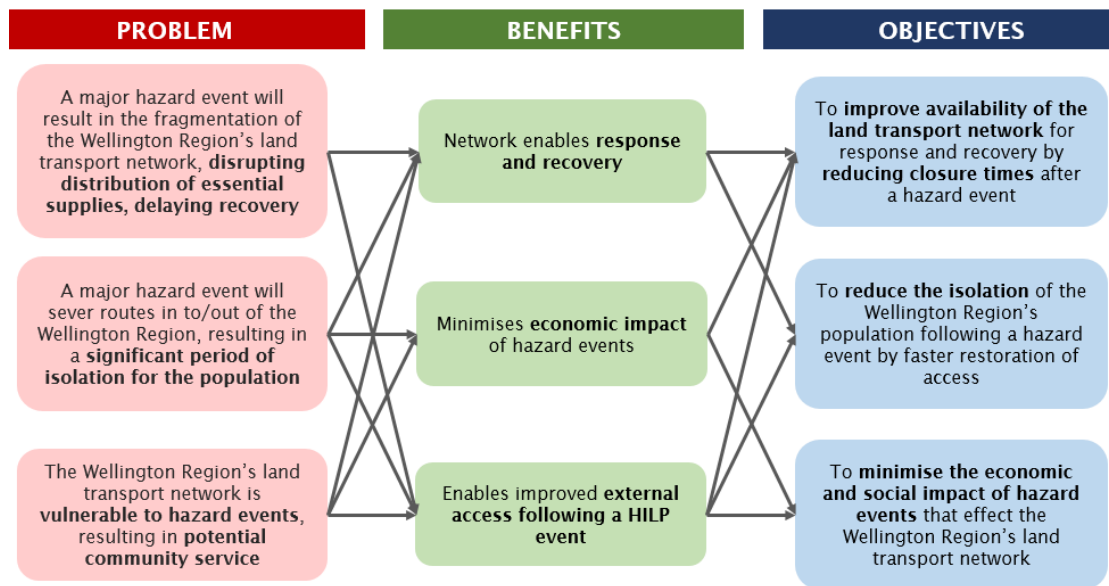 PROBLEM
BENEFITS
OBJECTIVES
A major hazard event will
result in the fragmentation of
the Wellington Region's land
transport network, disrupting
distribution of essential
supplies, delaying recovery
Network enables response
and recovery
To improve availability of the
land transport network for
response and recovery by
reducing closure times after
a hazard event
A major hazard event will
sever routes in to/out of the
Wellington Region, resulting in
a significant period of
isolation for the population
Minimises economic impact
of hazard events
To reduce the isolation of the
Wellington Region's
population following a hazard
event by faster restoration of
access
The Wellington Region's land
transport network is
vulnerable to hazard events,
resulting in potential
community service
Enables improved external
access following a HILP
event
To minimise the economic
and social impact of hazard
events that effect the
Wellington Region's land
transport network